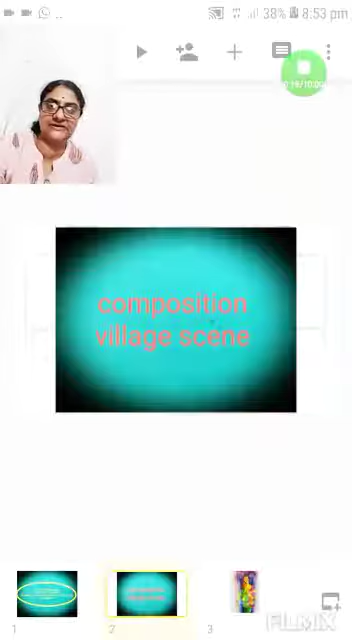 38% 8:53 pm
composition
village scene
1 2 3
FILMIX